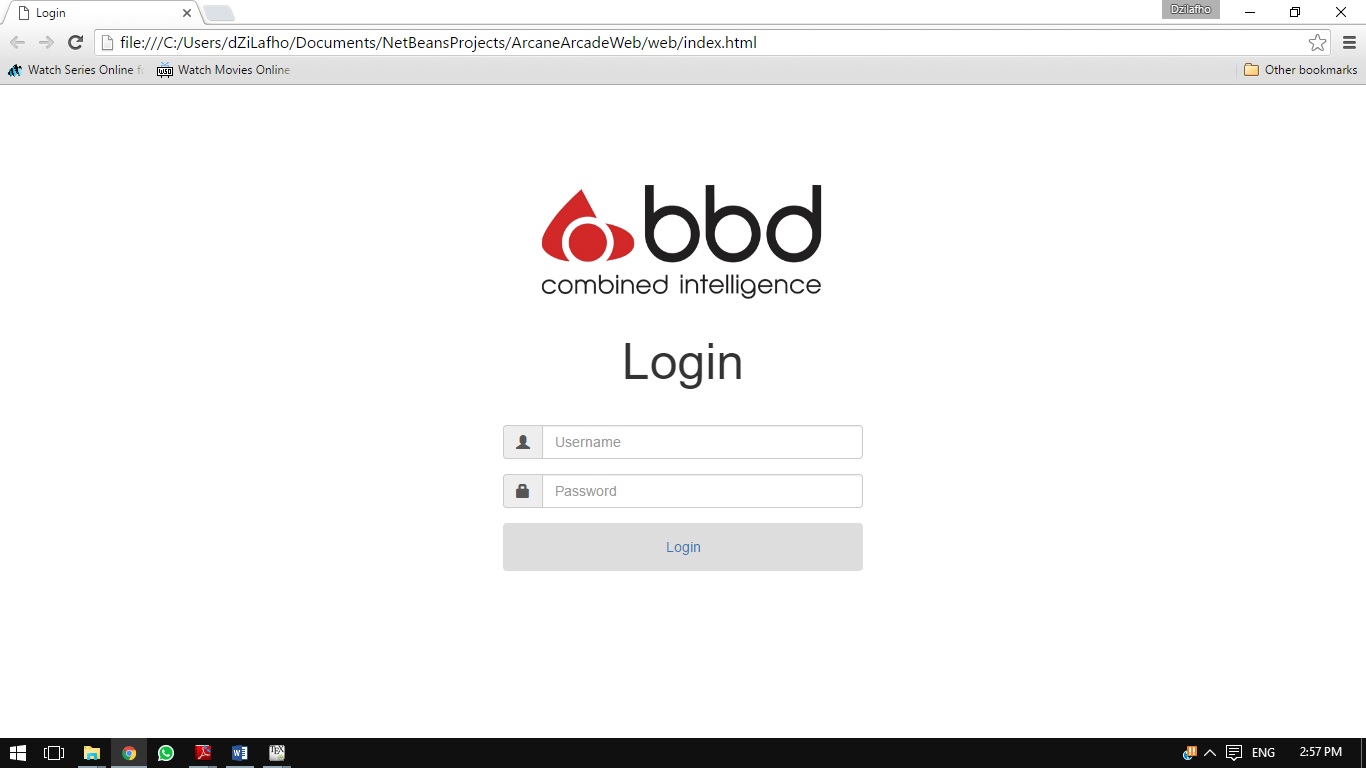 Login
Dzilafho
file:///C:/Users/dZiLafho/Documents/NetBeansProjects/ArcaneArcadeWeb/web/index.html
Watch Series Online f
Watch Movies Online
Other bookmarks
bbd
combined intelligence
Login
Username
Password
Login
ENG
2:57 PM